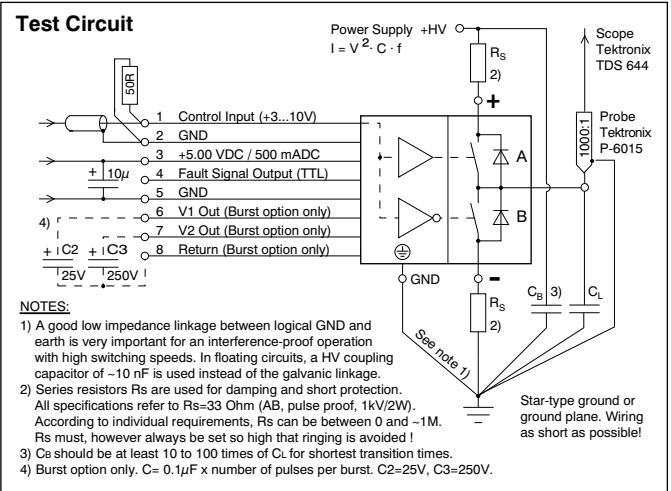 Test Circuit
Power Supply +HV
I = V ²· C · f
Scope
Tektronix
TDS 644
RS
2)
50R
+
1 Control Input (+3...10V)
2 GND
3 +5.00 VDC / 500 mADC
4 Fault Signal Output (TTL)
5 GND
6 V1 Out (Burst option only)
7 V2 Out (Burst option only)
8 Return (Burst option only)
+ 10µ
4)
+ C2
25V
+ C3
250V
A
B
1000:1
Probe
Tektronix
P-6015
GND
-
RS
2)
CB 3)
CL
See note 1)
Star-type ground or
ground plane. Wiring
as short as possible!
NOTES:
1) A good low impedance linkage between logical GND and
earth is very important for an interference-proof operation
with high switching speeds. In floating circuits, a HV coupling
capacitor of ~10 nF is used instead of the galvanic linkage.
2) Series resistors Rs are used for damping and short protection.
All specifications refer to Rs=33 Ohm (AB, pulse proof, 1kV/2W).
According to individual requirements, Rs can be between 0 and ~1M.
Rs must, however always be set so high that ringing is avoided !
3) CB should be at least 10 to 100 times of CL for shortest transition times.
4) Burst option only. C= 0.1µF x number of pulses per burst. C2=25V, C3=250V.